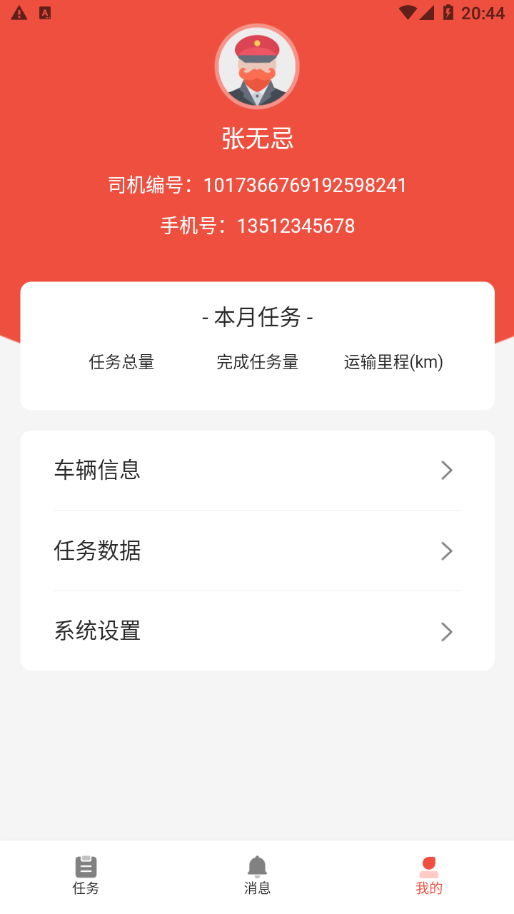 20:44
张无忌
司机编号：1017366769192598241
手机号：13512345678
- 本月任务 -
任务总量 完成任务量 运输里程(km)
车辆信息
任务数据
系统设置
任务 消息 我的